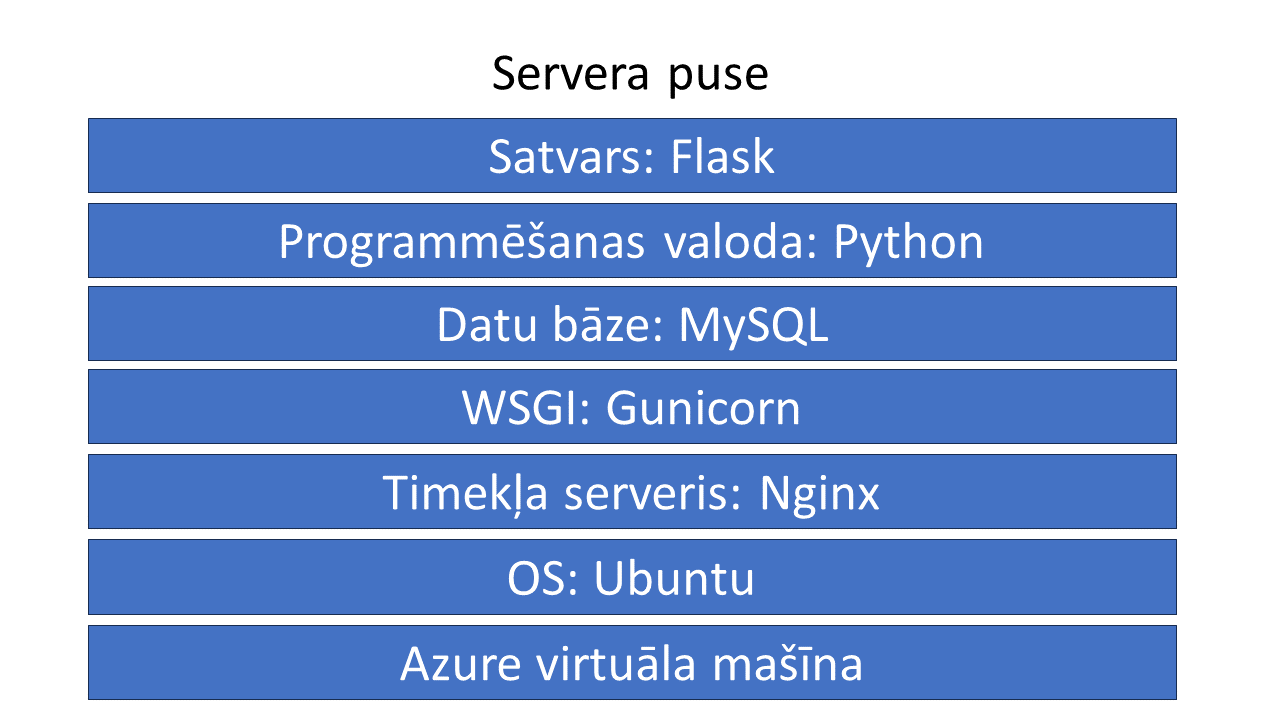 Servera puse
Satvars: Flask
Programmēšanas valoda: Python
Datu bāze: MySQL
WSGI: Gunicorn
Timekļa serveris: Nginx
OS: Ubuntu
Azure virtuāla mašīna